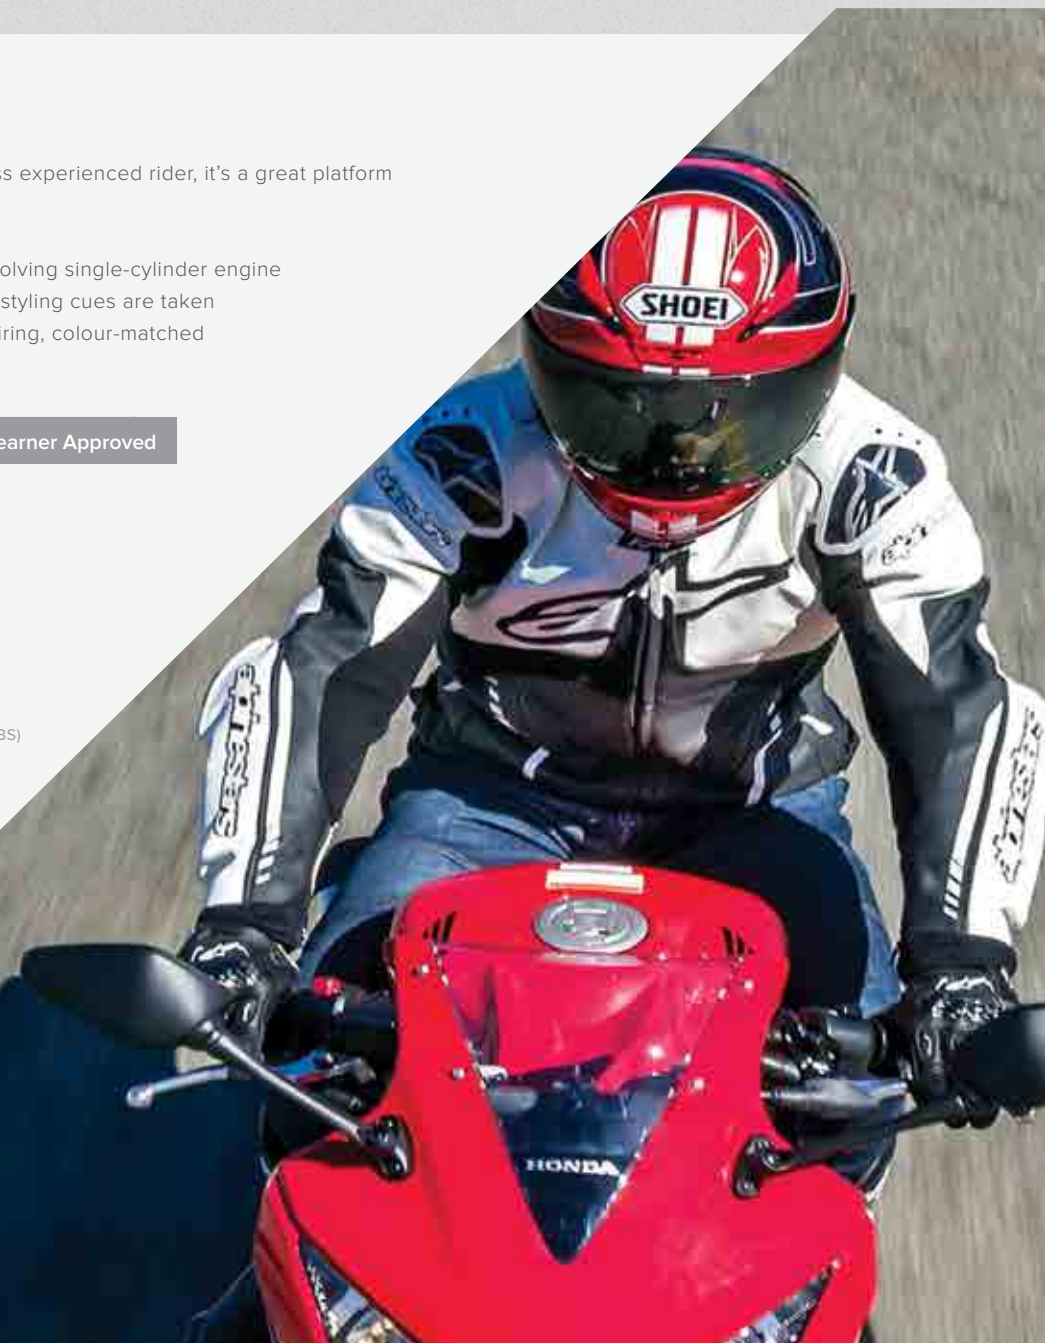 ss experienced rider, it's a great platform
olving single-cylinder engine
styling cues are taken
iring, colour-matched
earner Approved
BS)
SHOEI
alpinestars
HONDA